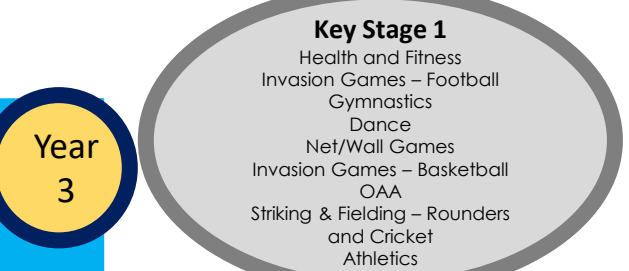 Key Stage 1
Health and Fitness
Invasion Games – Football
Gymnastics
Dance
Net/Wall Games
Invasion Games – Basketball
OAA
Striking & Fielding – Rounders
and Cricket
Athletics
Year
3